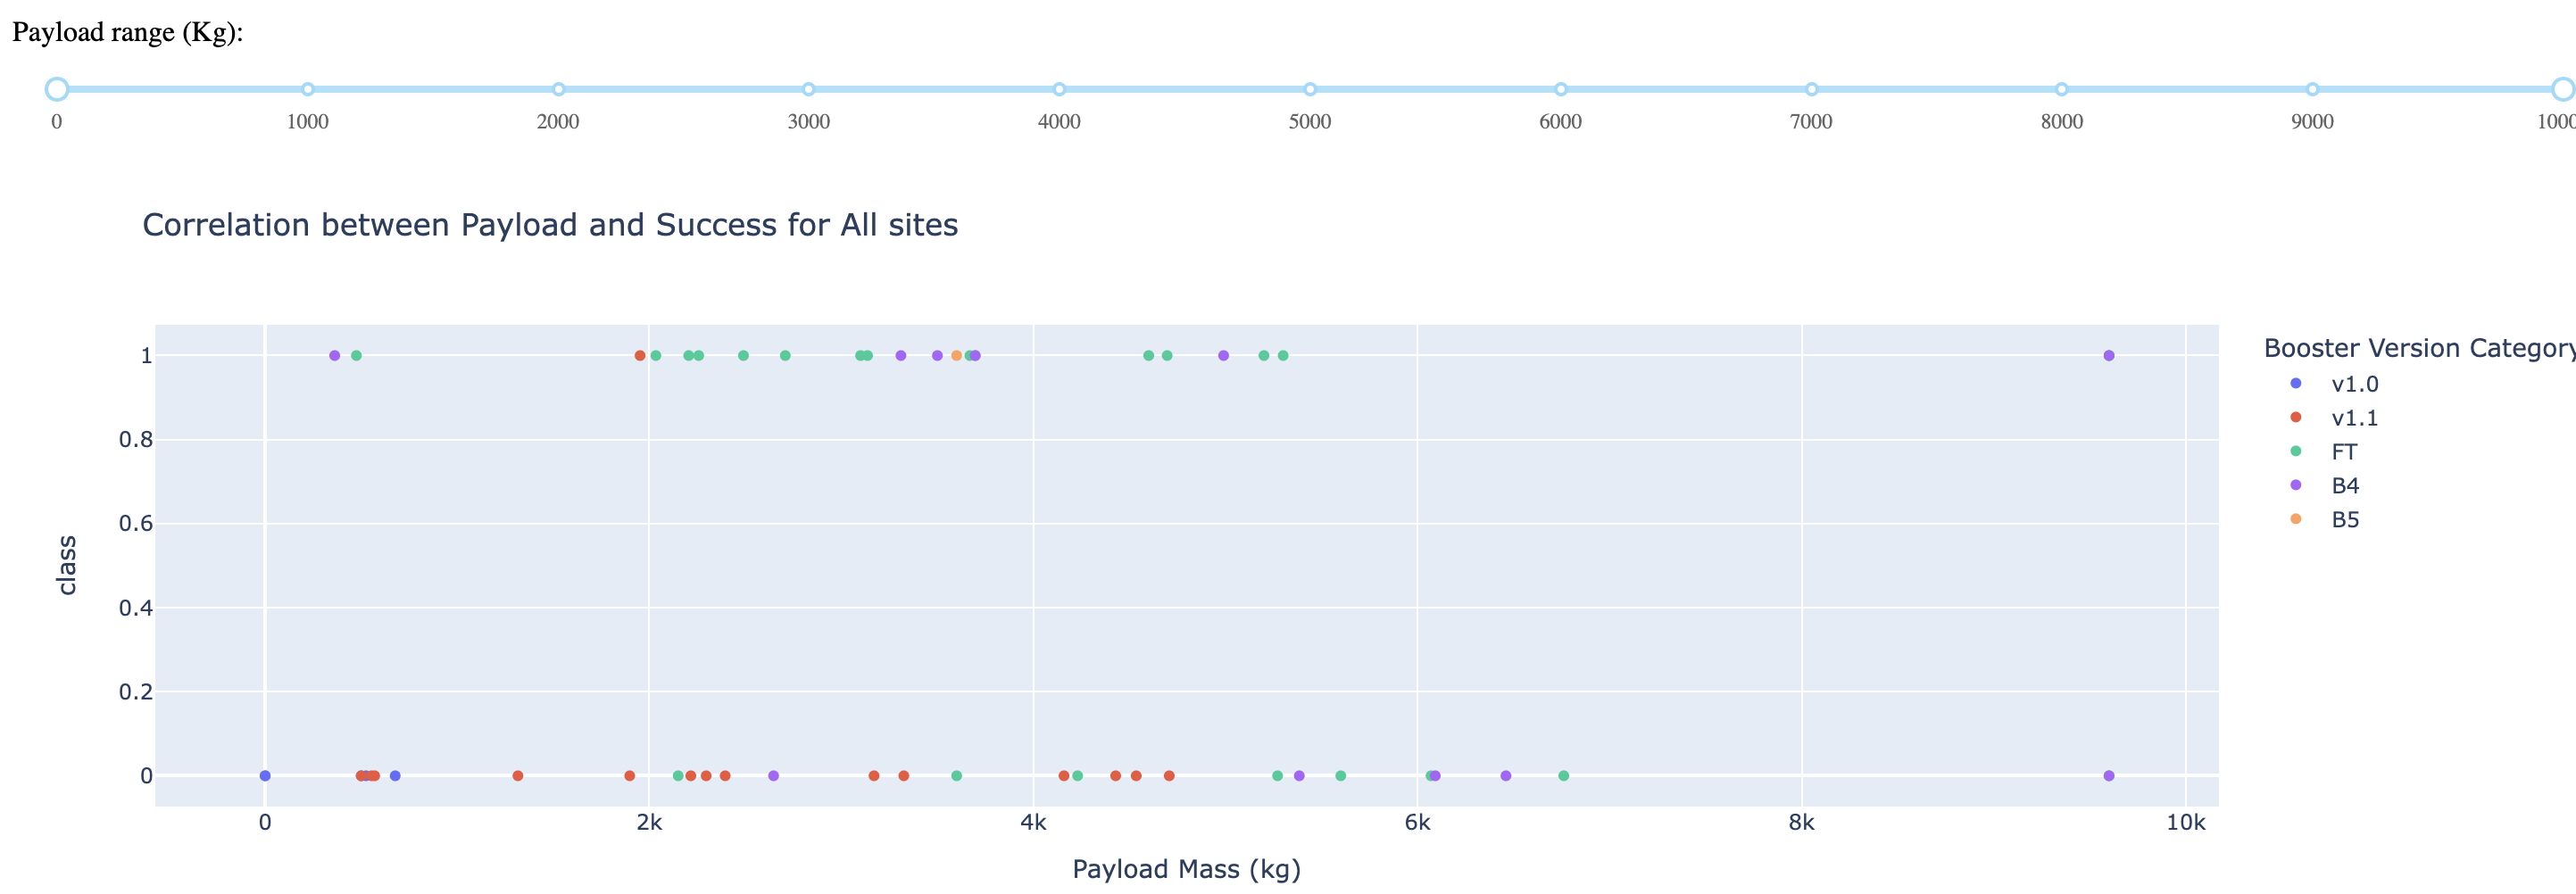 Payload range (Kg):
0 1000 2000 3000 4000 5000 6000 7000 8000 9000 1000
Correlation between Payload and Success for All sites
Booster Version Category
v1.0
v1.1
FT
B4
B5
class
1
0.8
0.6
0.4
0.2
0
0 2k 4k 6k 8k 10k
Payload Mass (kg)